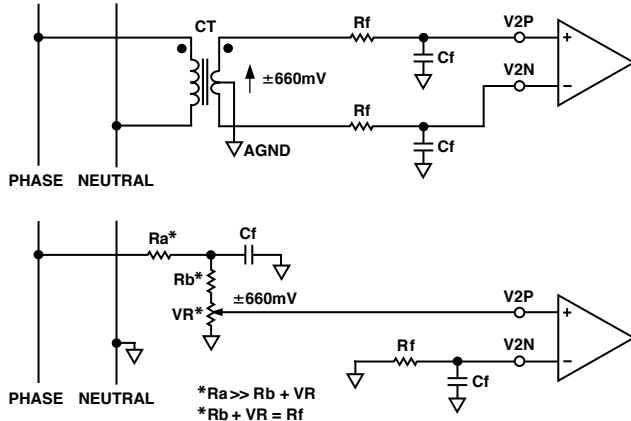 CT
Rf
V2P
+
Cf
±660mV
V2N
Rf
−
Cf
AGND
PHASE NEUTRAL
Ra*
Cf
Rb*
±660mV
VR*
V2P
+
V2N
Rf
−
Cf
PHASE NEUTRAL
*Ra >> Rb + VR
*Rb + VR = Rf